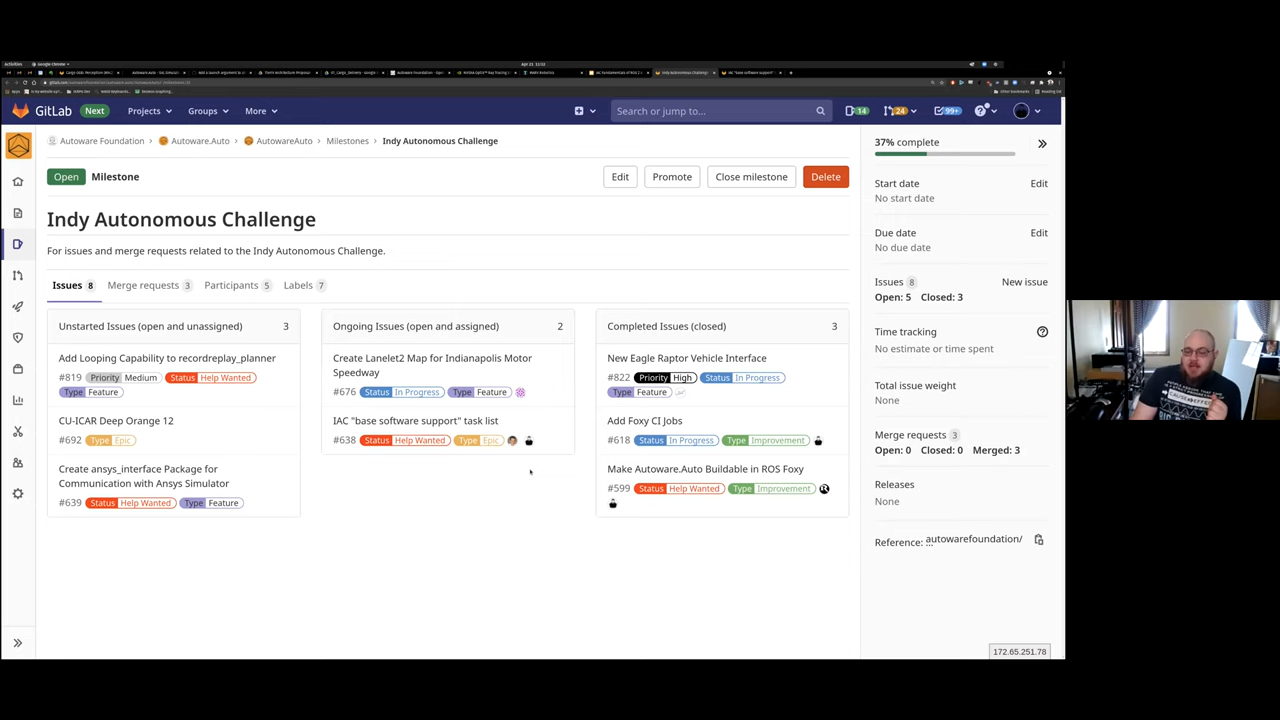 Activities
Google Chrome
Apr 21 11:32
GitLab Next Projects Groups More Search or jump to... 14 24 99+
Autoware Foundation > Autoware.Auto > AutowareAuto > Milestones > Indy Autonomous Challenge
Open Milestone Edit Promote Close milestone Delete
Indy Autonomous Challenge
For issues and merge requests related to the Indy Autonomous Challenge.
Issues 8 Merge requests 3 Participants 5 Labels 7
Unstarted Issues (open and unassigned) 3
Add Looping Capability to recordreplay_planner
#819 Priority Medium Status Help Wanted
Type Feature
CU-ICAR Deep Orange 12
#692 Type Epic
Create ansys_interface Package for
Communication with Ansys Simulator
#639 Status Help Wanted Type Feature
Ongoing Issues (open and assigned) 2
Create Lanelet2 Map for Indianapolis Motor
Speedway
#676 Status In Progress Type Feature
IAC "base software support" task list
#638 Status Help Wanted Type Epic
Completed Issues (closed) 3
New Eagle Raptor Vehicle Interface
#822 Priority High Status In Progress
Type Feature
Add Foxy CI Jobs
#618 Status In Progress Type Improvement
Make Autoware.Auto Buildable in ROS Foxy
#599 Status Help Wanted Type Improvement
37% complete
Start date Edit
No start date
Due date Edit
No due date
Issues 8 New issue
Open: 5 Closed: 3
Time tracking
No estimate or time spent
Total issue weight
None
Merge requests 3
Open: 0 Closed: 0 Merged: 3
Releases
None
Reference: autowarefoundation/
...
172.65.251.78